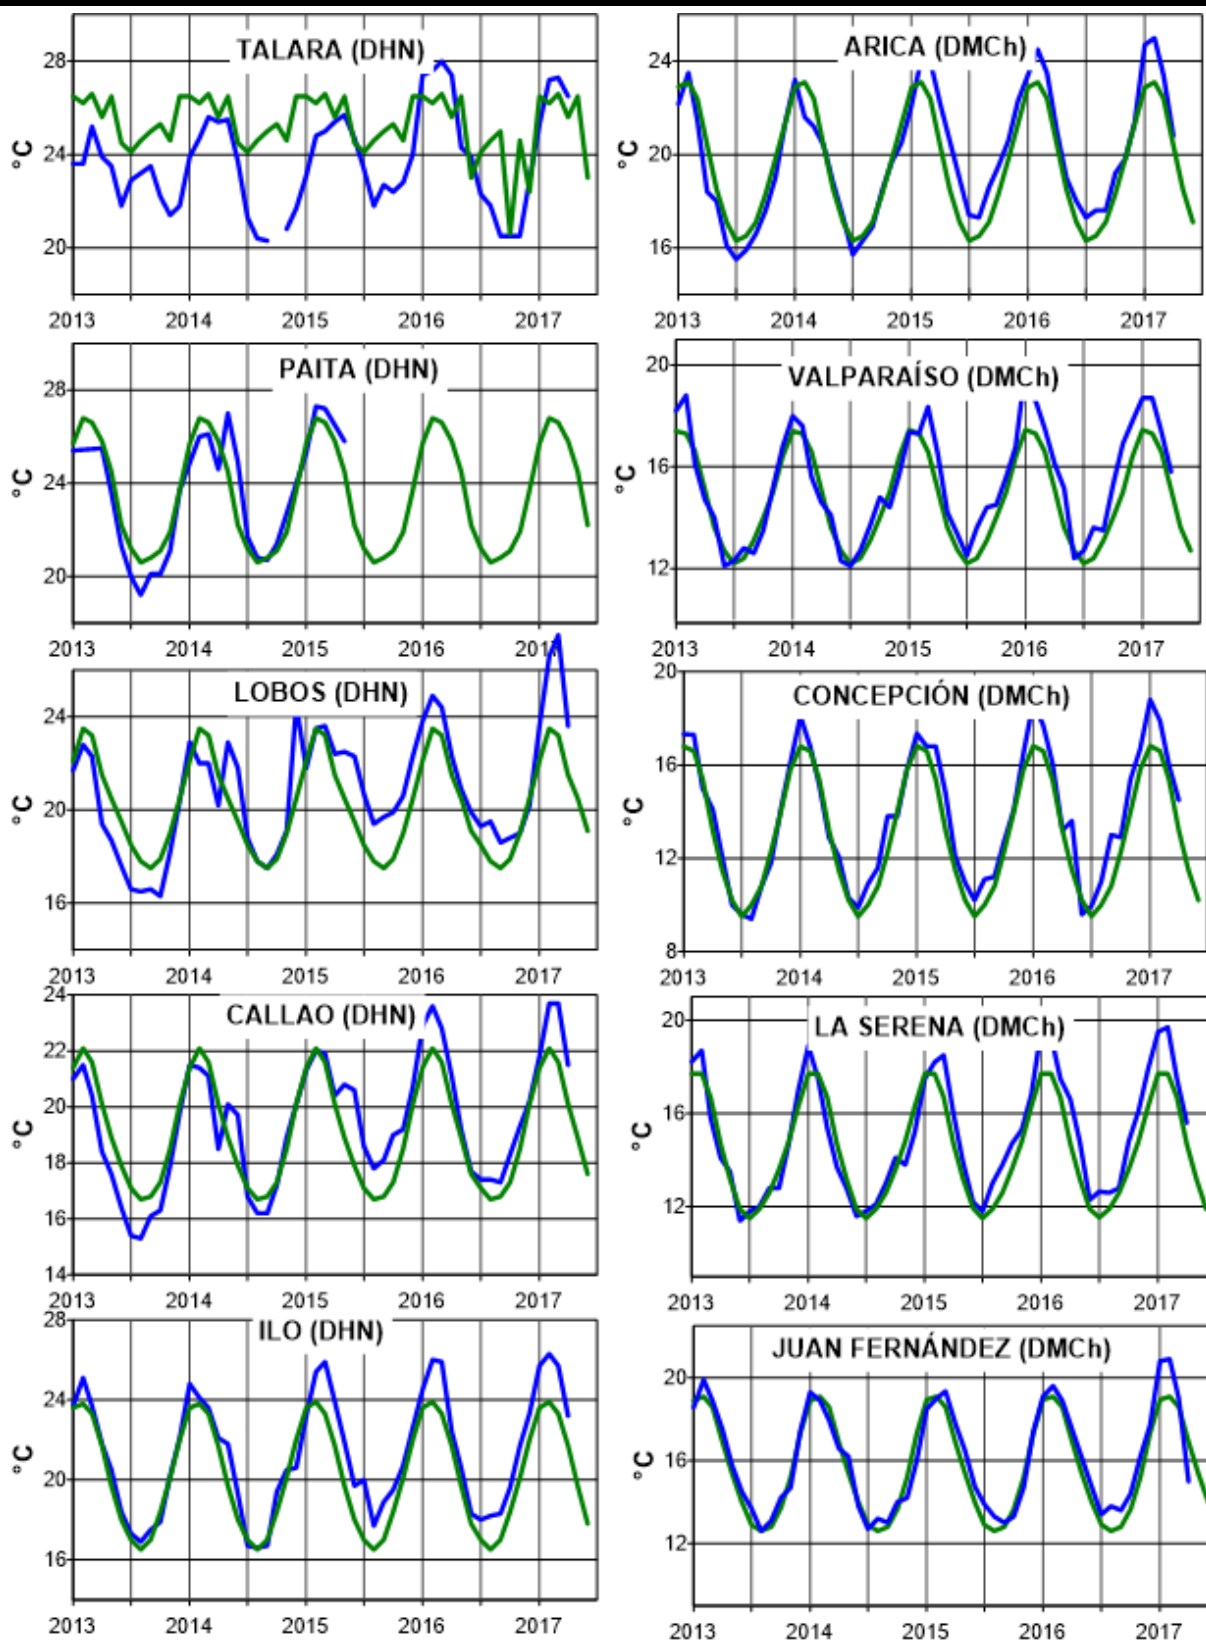 TALARA (DHN)
°C
28
24
20
2013 2014 2015 2016 2017
PAITA (DHN)
°C
28
24
20
2013 2014 2015 2016 2017
LOBOS (DHN)
°C
24
20
16
2013 2014 2015 2016 2017
CALLAO (DHN)
°C
24
22
20
18
16
14
2013 2014 2015 2016 2017
ILO (DHN)
°C
28
24
20
16
2013 2014 2015 2016 2017
ARICA (DMCh)
°C
24
20
16
2013 2014 2015 2016 2017
VALPARAÍSO (DMCh)
°C
20
16
12
2013 2014 2015 2016 2017
CONCEPCIÓN (DMCh)
°C
20
16
12
8
2013 2014 2015 2016 2017
LA SERENA (DMCh)
°C
20
16
12
2013 2014 2015 2016 2017
JUAN FERNÁNDEZ (DMCh)
°C
20
16
12
2013 2014 2015 2016 2017